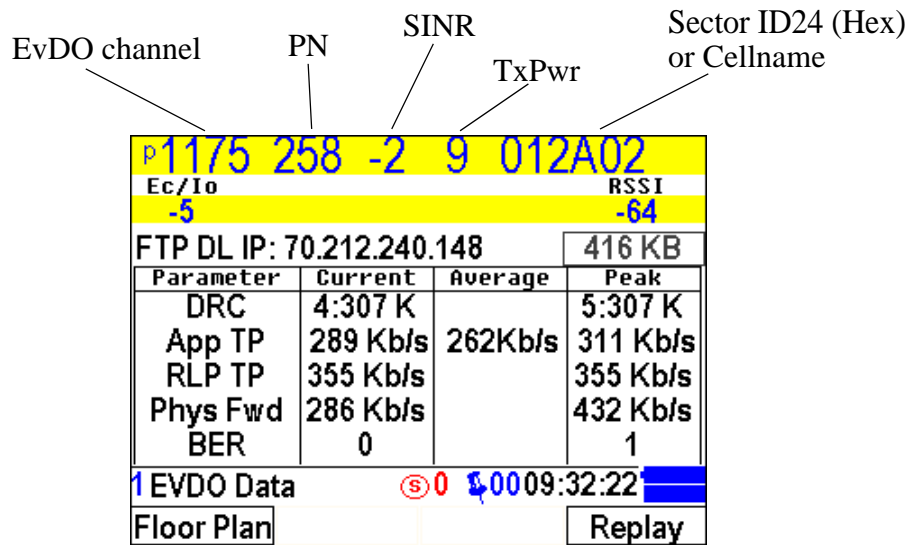 EvDO channel
PN
SINR
TxPwr
Sector ID24 (Hex)
or Cellname
p1175 258 -2 9 012A02
Ec/Io RSSI
-5 -64
FTP DL IP: 70.212.240.148 416 KB
Parameter Current Average Peak
DRC 4:307 K 5:307 K
App TP 289 Kb/s 262Kb/s 311 Kb/s
RLP TP 355 Kb/s 355 Kb/s
Phys Fwd 286 Kb/s 432 Kb/s
BER 0 1
1 EVDO Data S 0 00 09:32:22
Floor Plan Replay